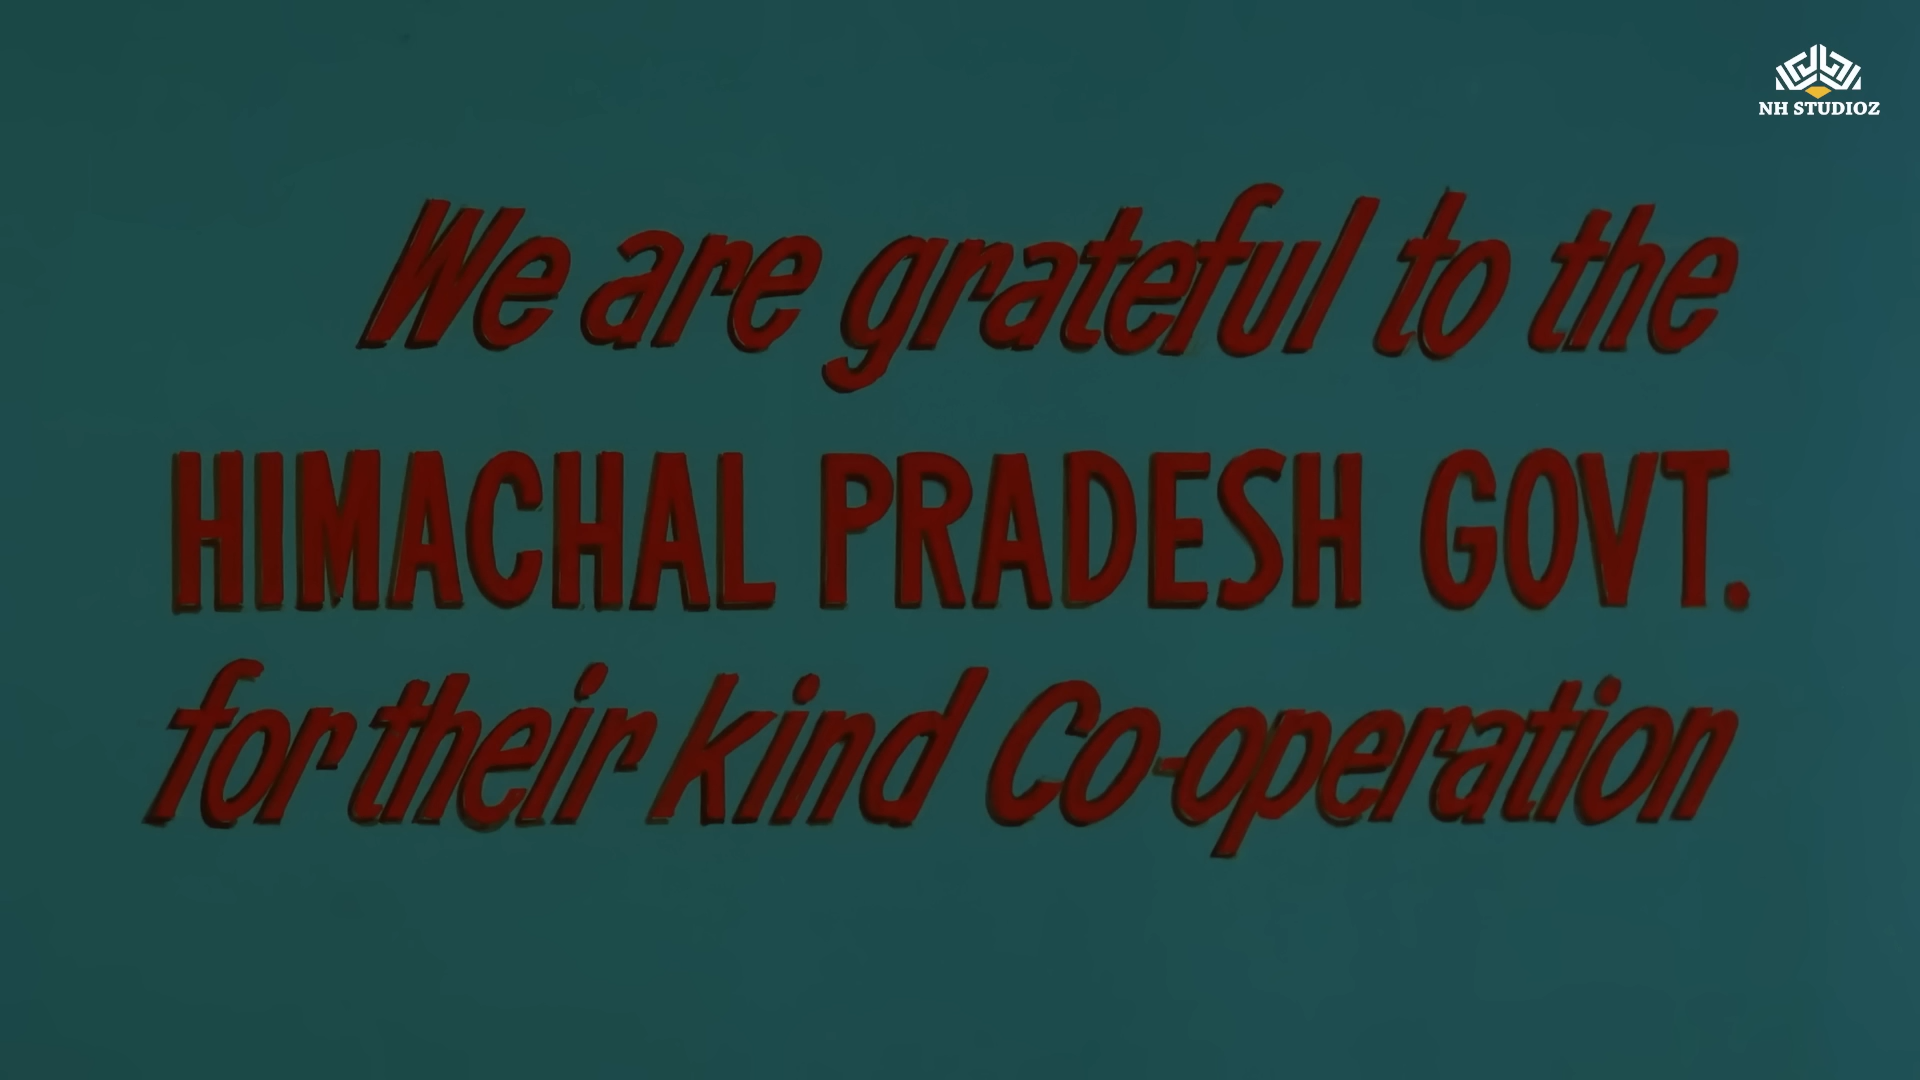 NH STUDIOZ
We are grateful to the
HIMACHAL PRADESH GOVT.
for their kind Co-operation